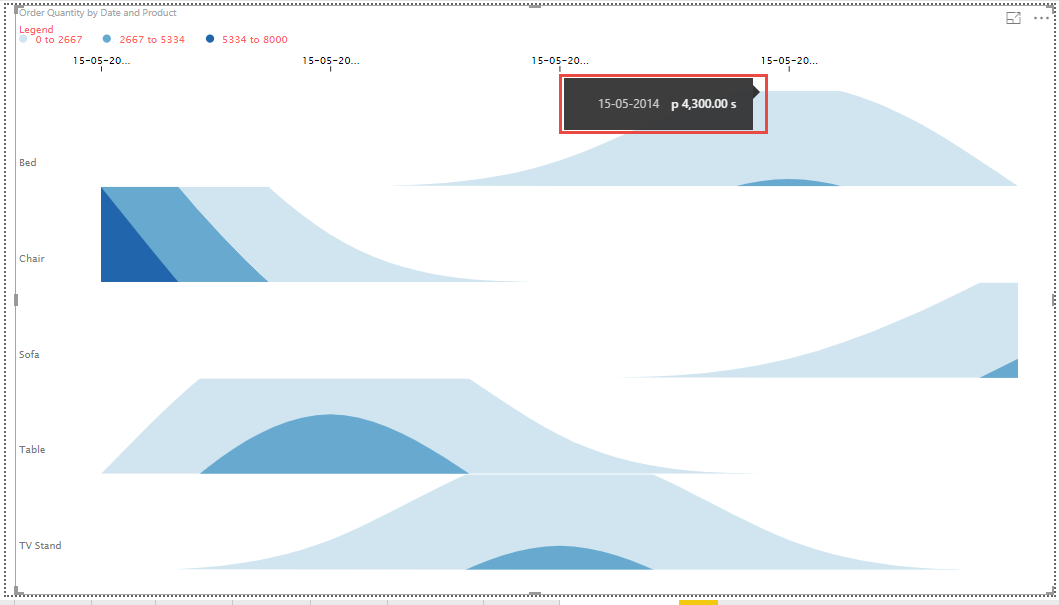 Order Quantity by Date and Product
Legend
0 to 2667 2667 to 5334 5334 to 8000
15-05-20... 15-05-20... 15-05-20... 15-05-20...
15-05-2014 p 4,300.00 s
Bed
Chair
Sofa
Table
TV Stand